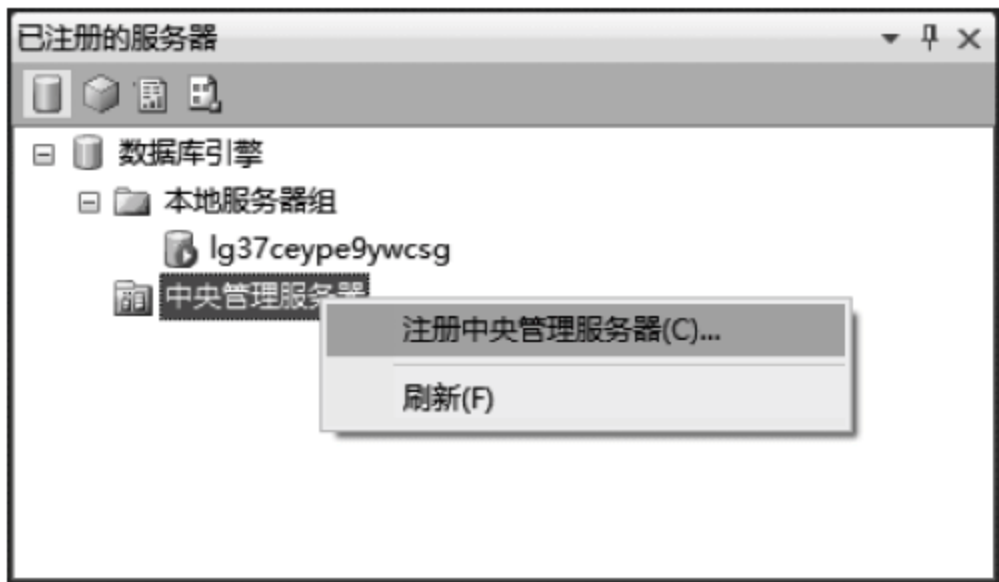 已注册的服务器
数据库引擎
本地服务器组
lg37ceype9ywcsg
中央管理服务器
注册中央管理服务器(C)...
刷新(F)